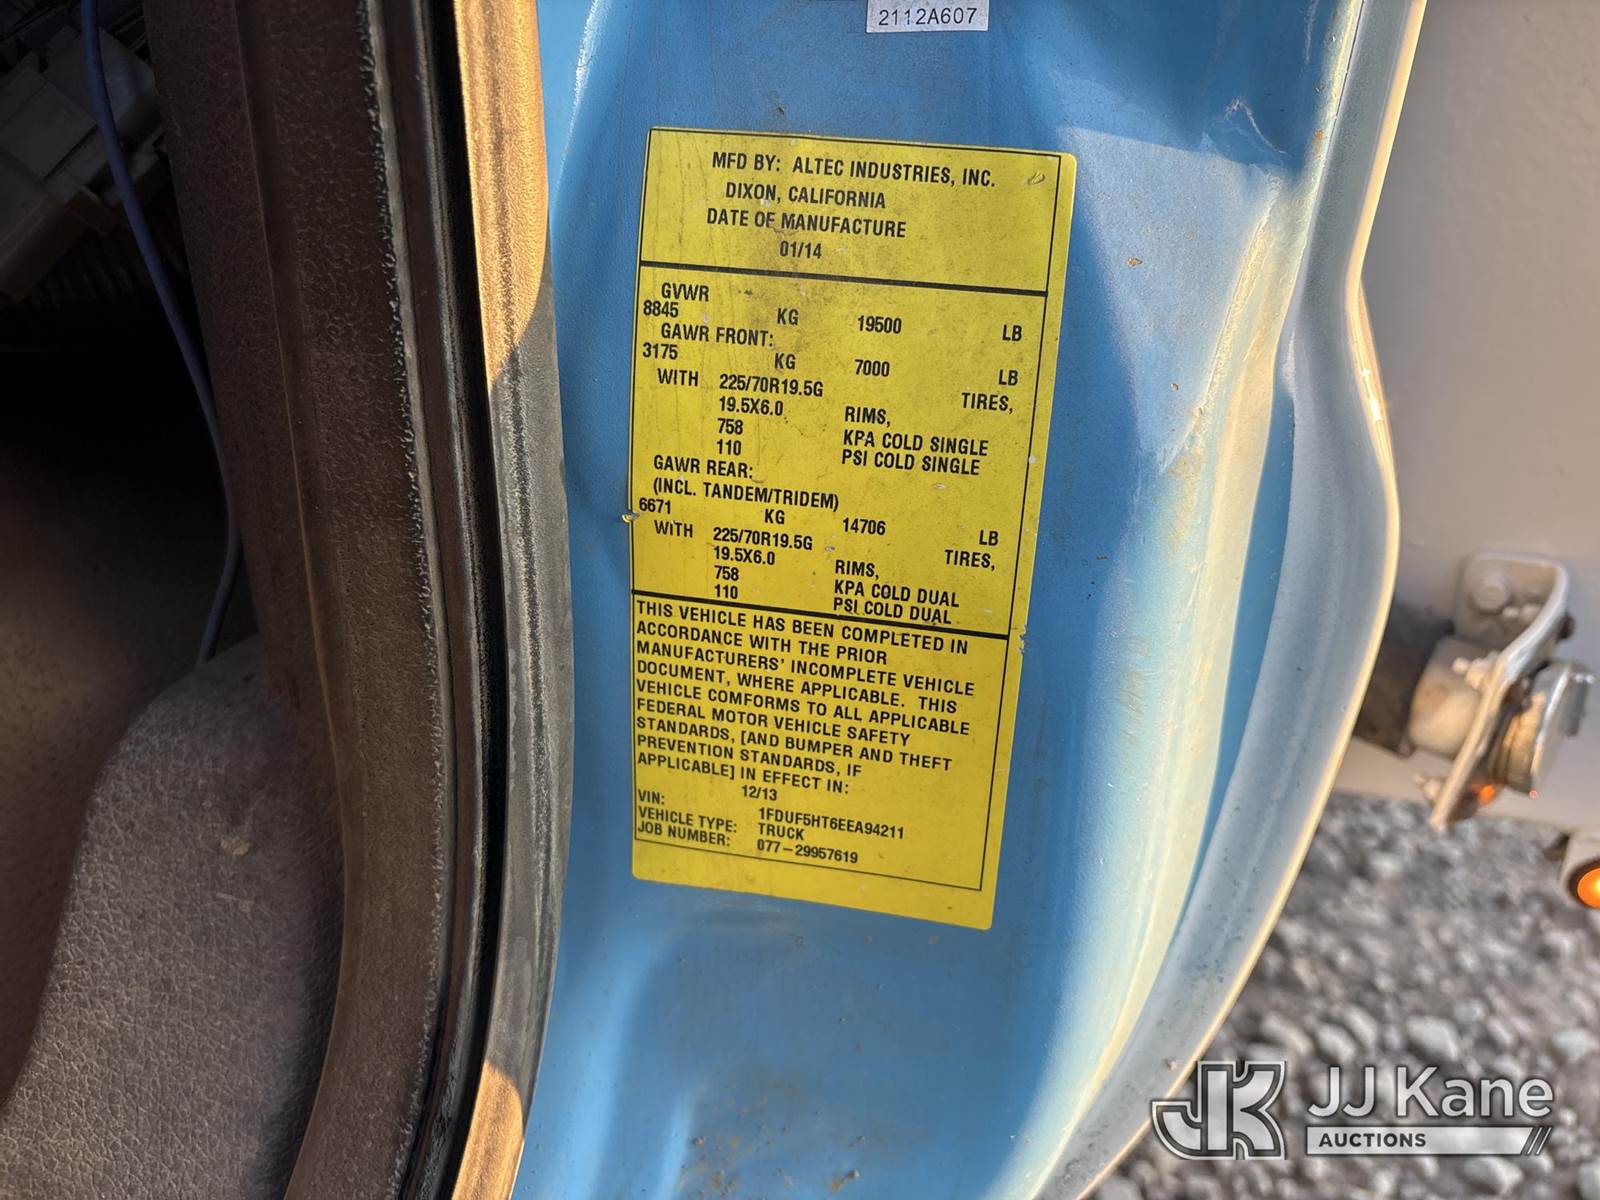 2112A607
MFD BY: ALTEC INDUSTRIES, INC.
DIXON, CALIFORNIA
DATE OF MANUFACTURE
01/14
GVWR
8845 KG 19500 LB
GAWR FRONT:
3175 KG 7000 LB
WITH 225/70R19.5G TIRES,
19.5X6.0 RIMS,
758 KPA COLD SINGLE
110 PSI COLD SINGLE
GAWR REAR:
(INCL. TANDEM/TRIDEM)
6671 KG 14706 LB
WITH 225/70R19.5G TIRES,
19.5X6.0 RIMS,
758 KPA COLD DUAL
110 PSI COLD DUAL
THIS VEHICLE HAS BEEN COMPLETED IN
ACCORDANCE WITH THE PRIOR
MANUFACTURERS' INCOMPLETE VEHICLE
DOCUMENT, WHERE APPLICABLE. THIS
VEHICLE COMFORMS TO ALL APPLICABLE
FEDERAL MOTOR VEHICLE SAFETY
STANDARDS, [AND BUMPER AND THEFT
PREVENTION STANDARDS, IF
APPLICABLE] IN EFFECT IN:
12/13
VIN: 1FDUF5HT6EEA94211
VEHICLE TYPE: TRUCK
JOB NUMBER: 077-29957619
JK JJ Kane
AUCTIONS